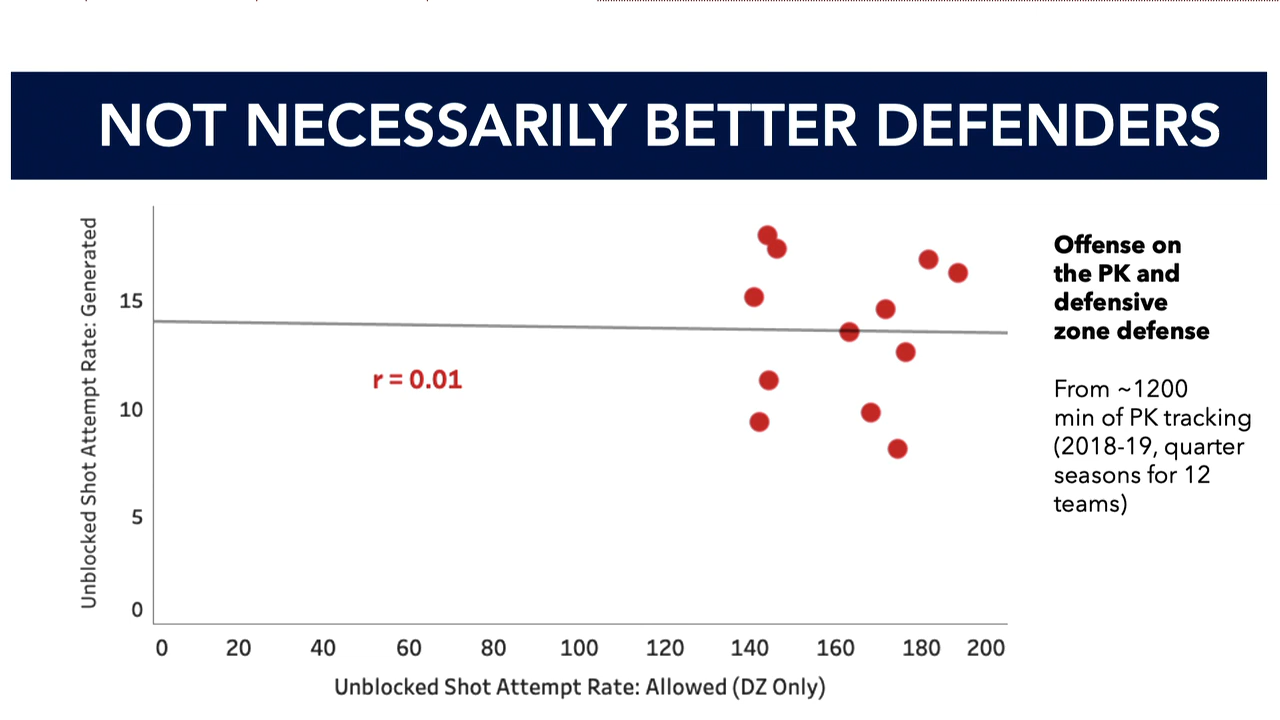 NOT NECESSARILY BETTER DEFENDERS
Unblocked Shot Attempt Rate: Generated
15
10
5
0
r = 0.01
0 20 40 60 80 100 120 140 160 180 200
Unblocked Shot Attempt Rate: Allowed (DZ Only)
Offense on
the PK and
defensive
zone defense
From ~1200
min of PK tracking
(2018-19, quarter
seasons for 12
teams)